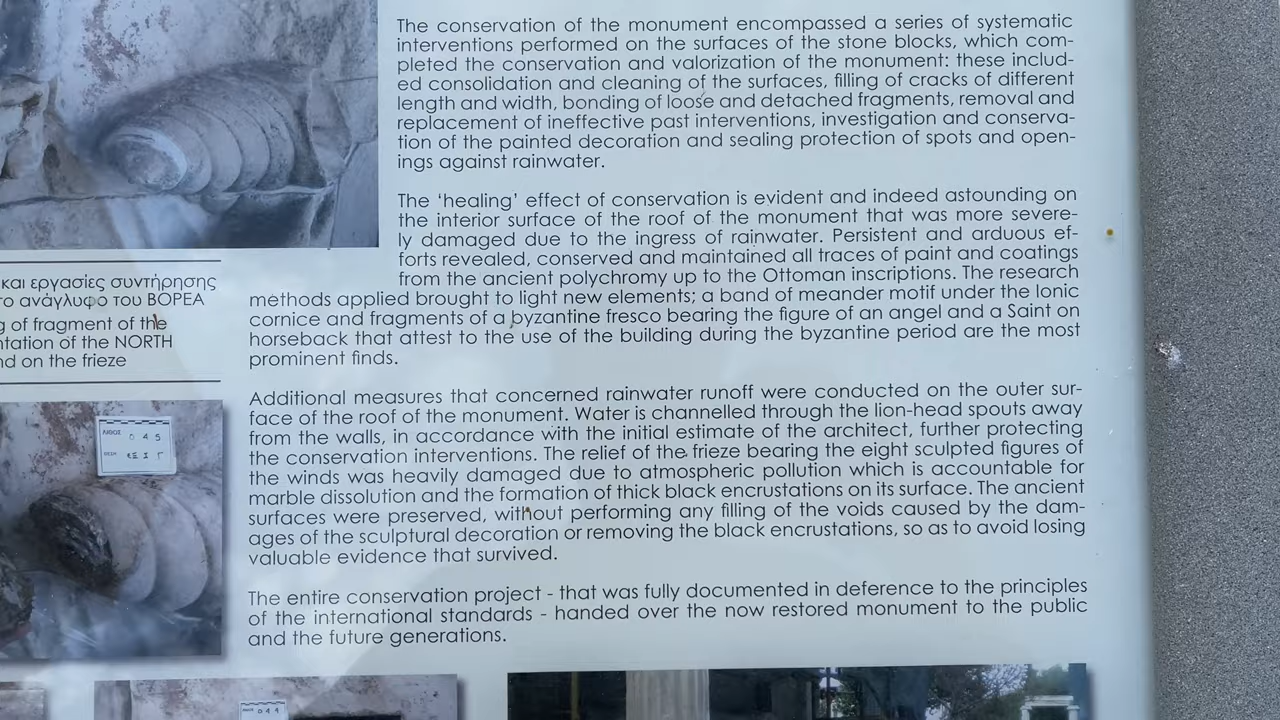 The conservation of the monument encompassed a series of systematic
interventions performed on the surfaces of the stone blocks, which com-
pleted the conservation and valorization of the monument: these includ-
ed consolidation and cleaning of the surfaces, filling of cracks of different
length and width, bonding of loose and detached fragments, removal and
replacement of ineffective past interventions, investigation and conserva-
tion of the painted decoration and sealing protection of spots and open-
ings against rainwater.
The ‘healing’ effect of conservation is evident and indeed astounding on
the interior surface of the roof of the monument that was more severe-
ly damaged due to the ingress of rainwater. Persistent and arduous ef-
forts revealed, conserved and maintained all traces of paint and coatings
from the ancient polychromy up to the Ottoman inscriptions. The research
methods applied brought to light new elements; a band of meander motif under the Ionic
cornice and fragments of a byzantine fresco bearing the figure of an angel and a Saint on
horseback that attest to the use of the building during the byzantine period are the most
prominent finds.
Additional measures that concerned rainwater runoff were conducted on the outer sur-
face of the roof of the monument. Water is channelled through the lion-head spouts away
from the walls, in accordance with the initial estimate of the architect, further protecting
the conservation interventions. The relief of the frieze bearing the eight sculpted figures of
the winds was heavily damaged due to atmospheric pollution which is accountable for
marble dissolution and the formation of thick black encrustations on its surface. The ancient
surfaces were preserved, without performing any filling of the voids caused by the dam-
ages of the sculptural decoration or removing the black encrustations, so as to avoid losing
valuable evidence that survived.
The entire conservation project - that was fully documented in deference to the principles
of the international standards - handed over the now restored monument to the public
and the future generations.
και εργασίες συντήρησης
το ανάγλυφο του ΒΟΡΕΑ
g of fragment of the
ntation of the NORTH
nd on the frieze
ΛΙΘΟΣ 0 4 5
0 4 4